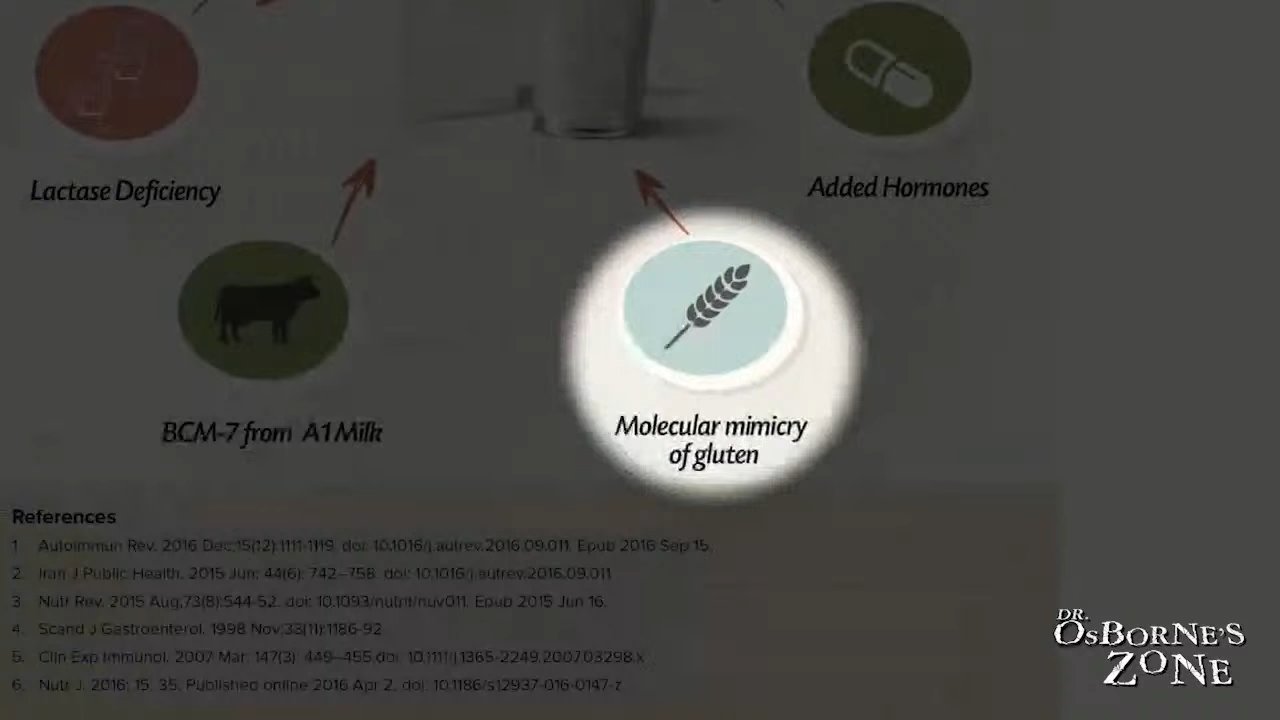 Lactase Deficiency
Added Hormones
BCM-7 from A1 Milk
Molecular mimicry
of gluten
References
1. Autoimmun Rev. 2016 Dec;15(12):1111-1119. doi: 10.1016/j.autrev.2016.09.011. Epub 2016 Sep 15.
2. Iran J Public Health. 2015 Jun; 44(6): 742–758. doi: 10.1016/j.autrev.2016.09.011
3. Nutr Rev. 2015 Aug;73(8):544-52. doi: 10.1093/nutrit/nuv011. Epub 2015 Jun 16.
4. Scand J Gastroenterol. 1998 Nov;33(11):1186-92
5. Clin Exp Immunol. 2007 Mar; 147(3): 449–455.doi: 10.1111/j.1365-2249.2007.03298.x
6. Nutr J. 2016; 15: 35. Published online 2016 Apr 2. doi: 10.1186/s12937-016-0147-z
DR.
OSBORNE'S
ZONE